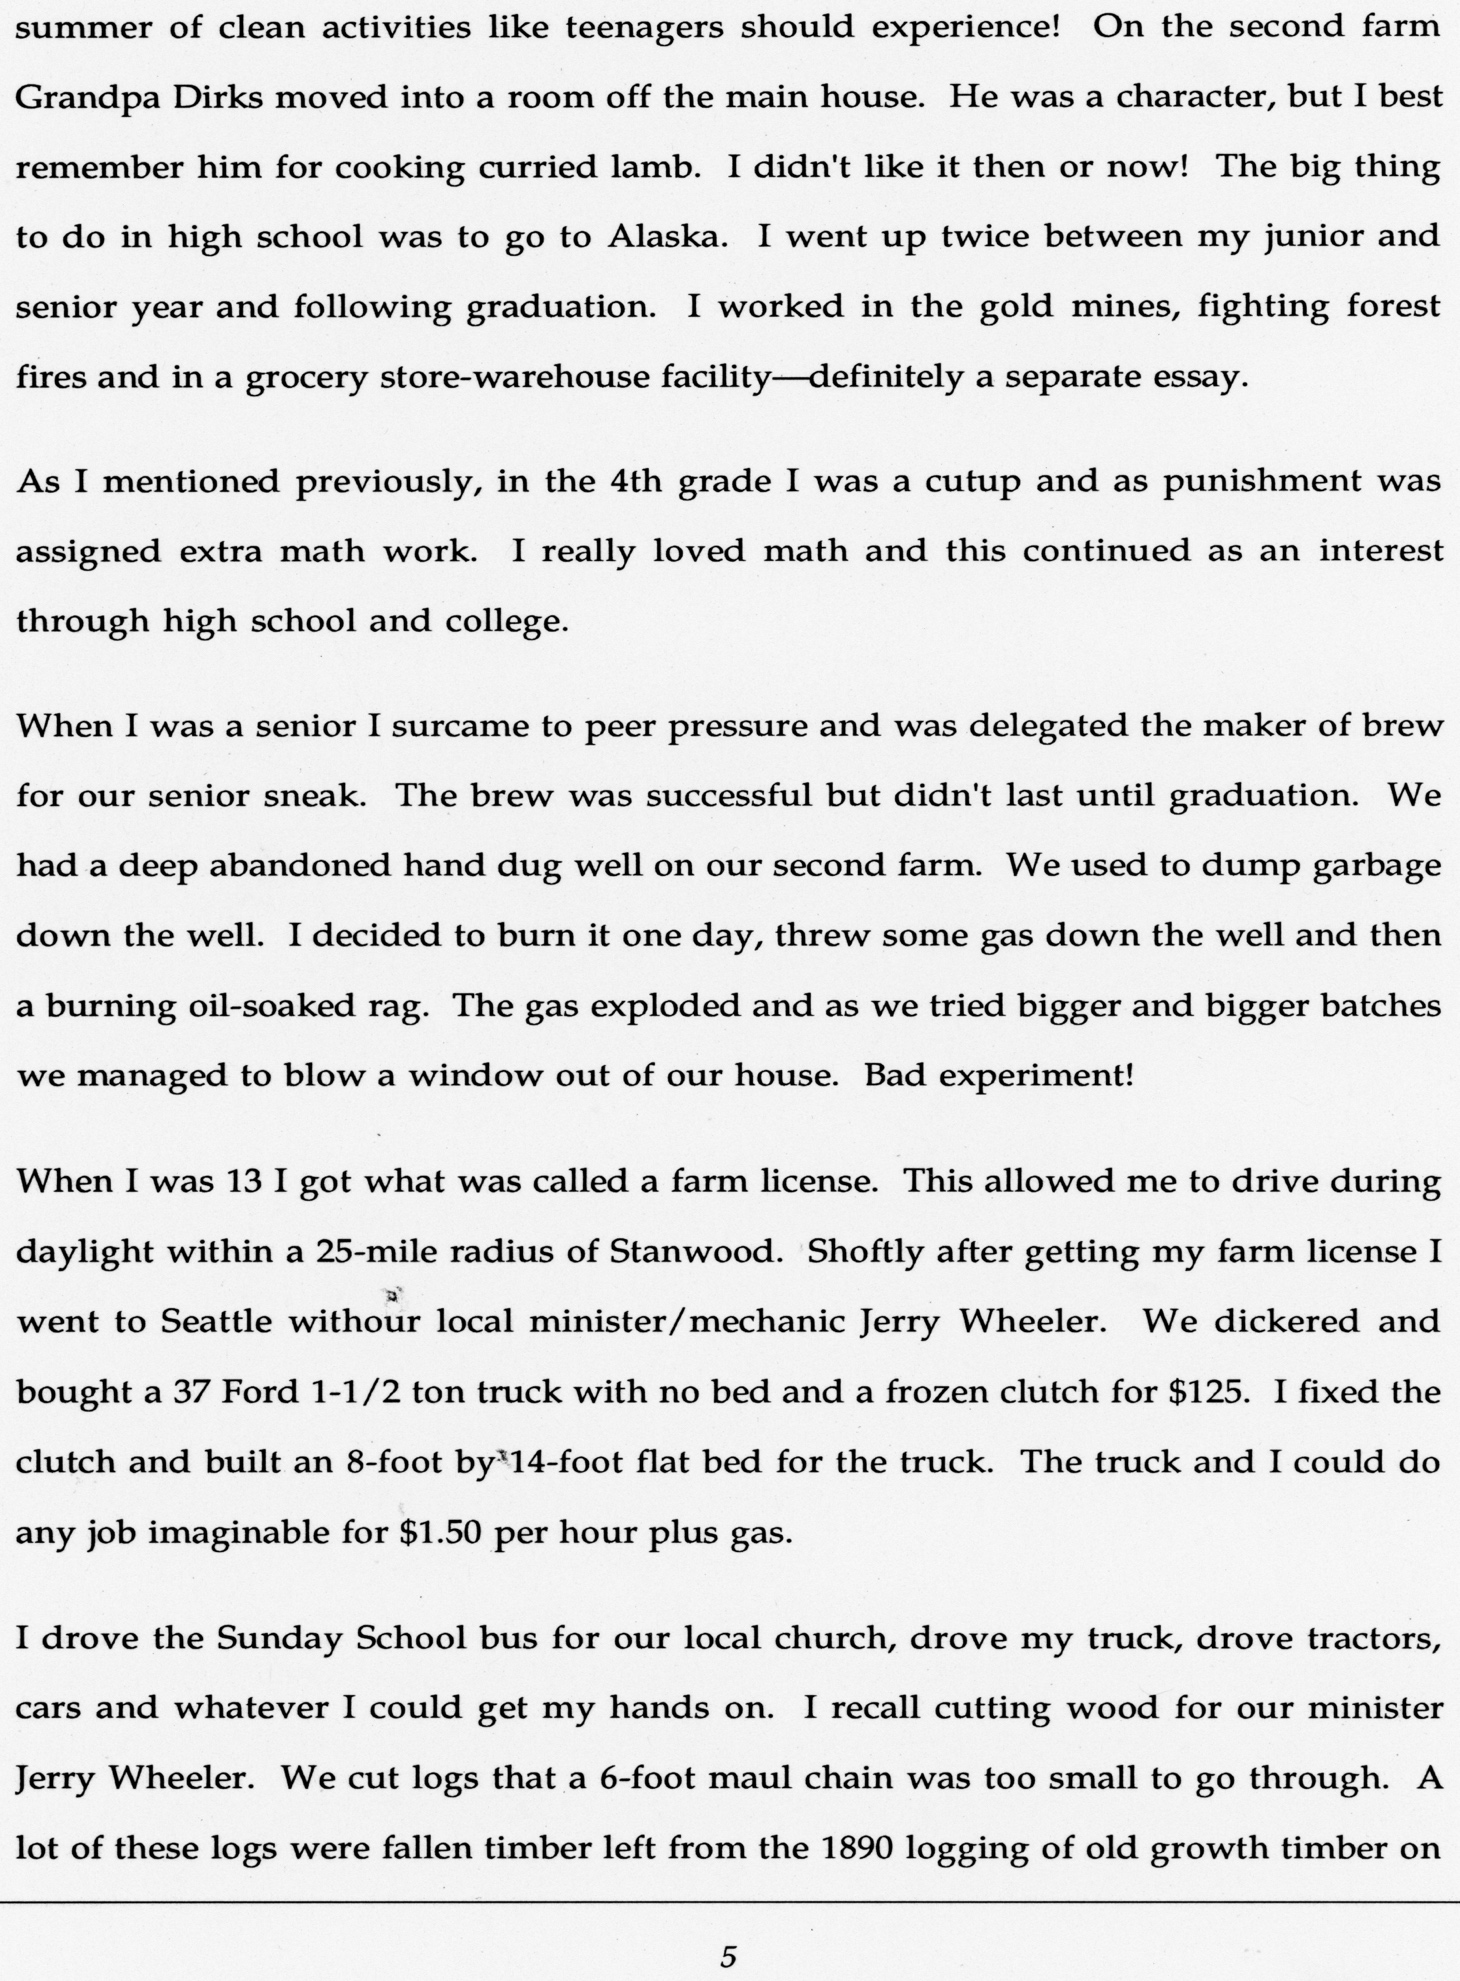 summer of clean activities like teenagers should experience! On the second farm
Grandpa Dirks moved into a room off the main house. He was a character, but I best
remember him for cooking curried lamb. I didn't like it then or now! The big thing
to do in high school was to go to Alaska. I went up twice between my junior and
senior year and following graduation. I worked in the gold mines, fighting forest
fires and in a grocery store-warehouse facility—definitely a separate essay.
As I mentioned previously, in the 4th grade I was a cutup and as punishment was
assigned extra math work. I really loved math and this continued as an interest
through high school and college.
When I was a senior I surcame to peer pressure and was delegated the maker of brew
for our senior sneak. The brew was successful but didn't last until graduation. We
had a deep abandoned hand dug well on our second farm. We used to dump garbage
down the well. I decided to burn it one day, threw some gas down the well and then
a burning oil-soaked rag. The gas exploded and as we tried bigger and bigger batches
we managed to blow a window out of our house. Bad experiment!
When I was 13 I got what was called a farm license. This allowed me to drive during
daylight within a 25-mile radius of Stanwood. Shoftly after getting my farm license I
went to Seattle withour local minister/mechanic Jerry Wheeler. We dickered and
bought a 37 Ford 1-1/2 ton truck with no bed and a frozen clutch for $125. I fixed the
clutch and built an 8-foot by 14-foot flat bed for the truck. The truck and I could do
any job imaginable for $1.50 per hour plus gas.
I drove the Sunday School bus for our local church, drove my truck, drove tractors,
cars and whatever I could get my hands on. I recall cutting wood for our minister
Jerry Wheeler. We cut logs that a 6-foot maul chain was too small to go through. A
lot of these logs were fallen timber left from the 1890 logging of old growth timber on
5